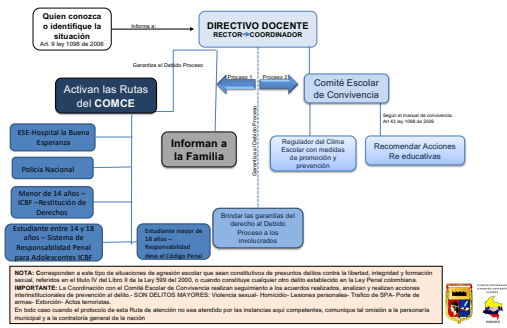 Quien conozca
o identifique la
situación
Art. 9 ley 1098 de 2006
Informa a:
DIRECTIVO DOCENTE
RECTOR COORDINADOR
Garantiza el Debido Proceso
Proceso 1
Proceso 2
Activan las Rutas
del COMCE
Comité Escolar
de Convivencia
Garantiza el Debido Proceso
Según el manual de convivencia.
Art 43 ley 1098 de 2006
ESE-Hospital la Buena
Esperanza
Policía Nacional
Menor de 14 años –
ICBF –Restitución de
Derechos
Estudiante entre 14 y 18
años – Sistema de
Responsabilidad Penal
para Adolescentes ICBF
Estudiante mayor de
18 años –
Responsabilidad
dese el Código Penal
Informan a
la Familia
Regulador del Clima
Escolar con medidas
de promoción y
prevención
Recomendar Acciones
Re educativas
Brindar las garantías del
derecho al Debido
Proceso a los
involucrados
NOTA: Corresponden a este tipo de situaciones de agresión escolar que sean constitutivos de presuntos delitos contra la libertad, integridad y formación
sexual, referidos en el título IV del Libro II de la Ley 599 del 2000, o cuando constituye cualquier otro delito establecido en la Ley Penal colombiana.
IMPORTANTE: La Coordinación con el Comité Escolar de Convivencia realizan seguimiento a los acuerdos realizados, analizan y realizan acciones
interinstitucionales de prevención al delito.- SON DELITOS MAYORES: Violencia sexual- Homicidio- Lesiones personales- Trafico de SPA- Porte de
armas- Extorción- Actos terroristas.
En todo caso cuando el protocolo de esta Ruta de Atención no sea atendido por las instancias aquí competentes, comunique tal omisión a la personaría
municipal y a la contraloría general de la nación